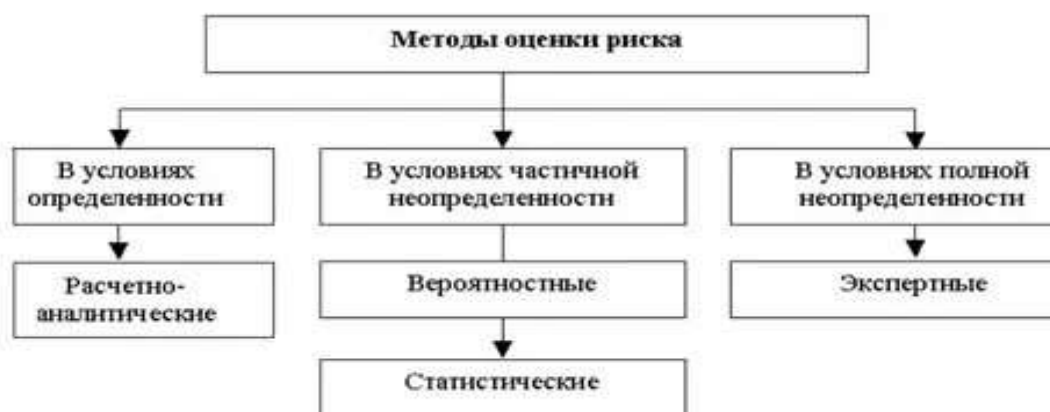 Методы оценки риска
В условиях
определенности
В условиях частичной
неопределенности
В условиях полной
неопределенности
Расчетно-
аналитические
Вероятностные
Экспертные
Статистические